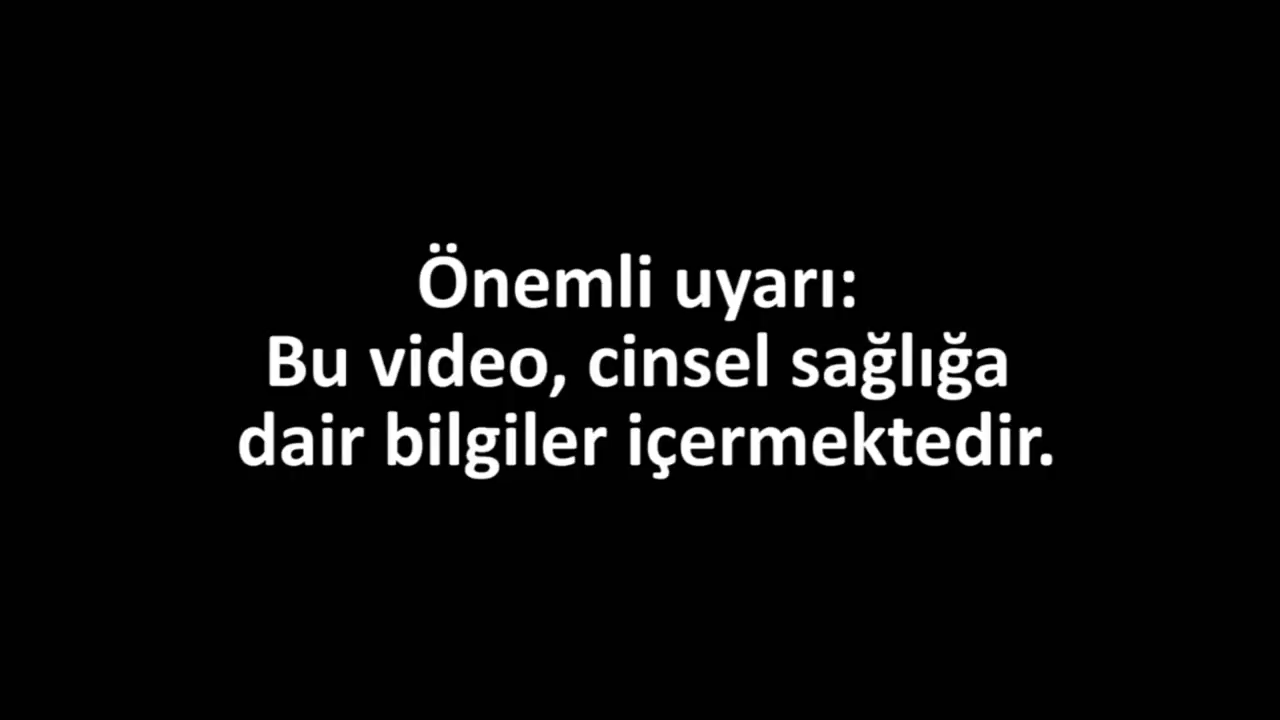 Önemli uyarı:
Bu video, cinsel sağlığa
dair bilgiler içermektedir.